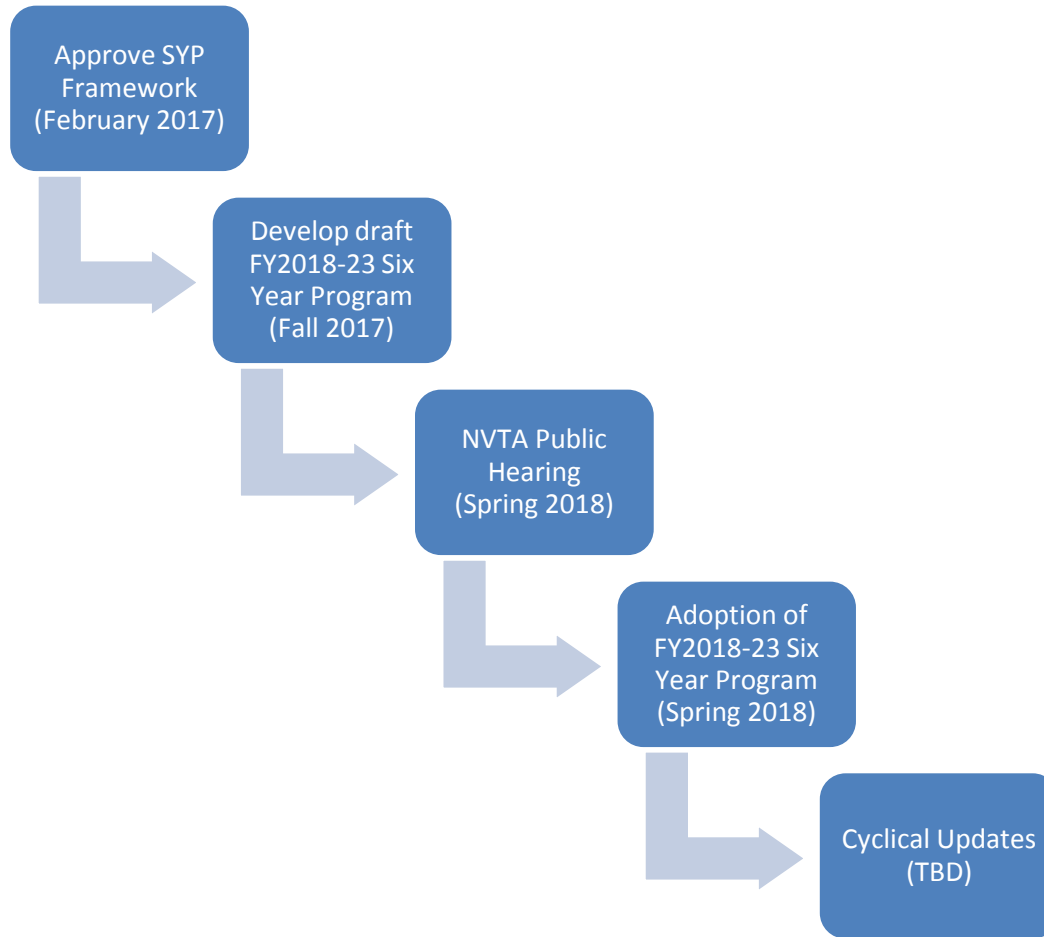 Approve SYP
Framework
(February 2017)
Develop draft
FY2018-23 Six
Year Program
(Fall 2017)
NVTA Public
Hearing
(Spring 2018)
Adoption of
FY2018-23 Six
Year Program
(Spring 2018)
Cyclical Updates
(TBD)